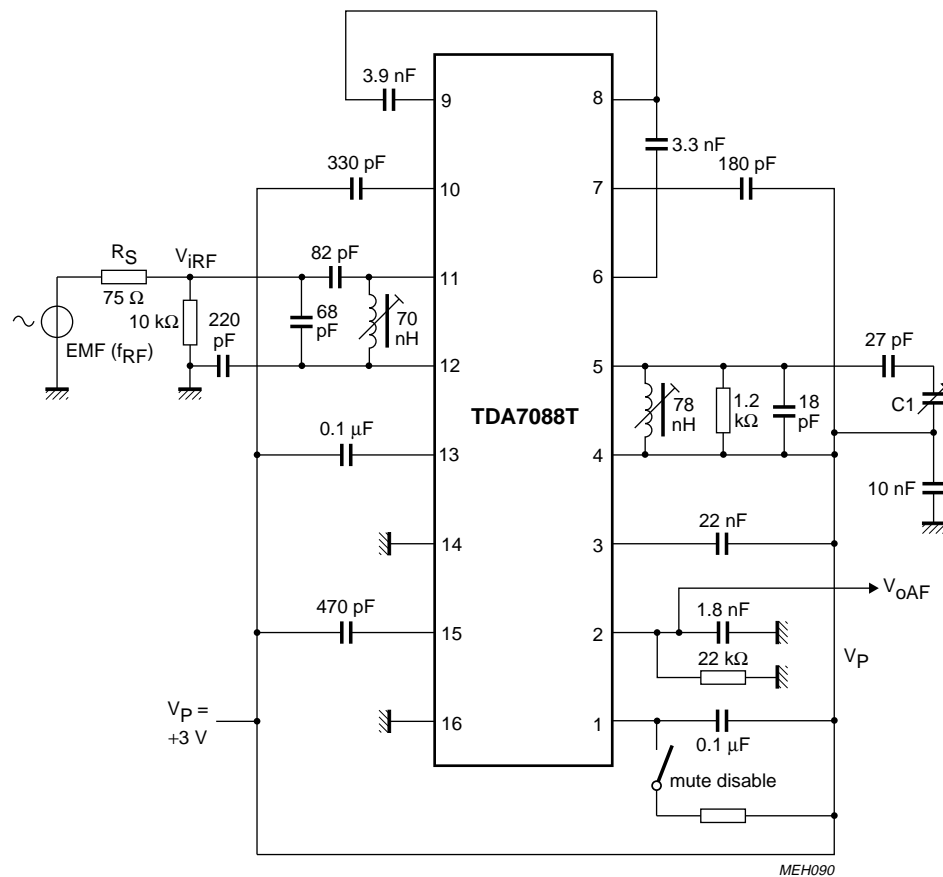 3.9 nF
9
8
3.3 nF
330 pF
180 pF
10
7
RS
ViRF
82 pF
11
6
75 Ω
10 kΩ
220 pF
68 pF
70 nH
EMF (fRF)
27 pF
12
5
TDA7088T
78 nH
1.2 kΩ
18 pF
C1
0.1 μF
13
4
10 nF
22 nF
14
3
VoAF
470 pF
1.8 nF
15
2
22 kΩ
VP
VP = +3 V
16
1
0.1 μF
mute disable
MEH090